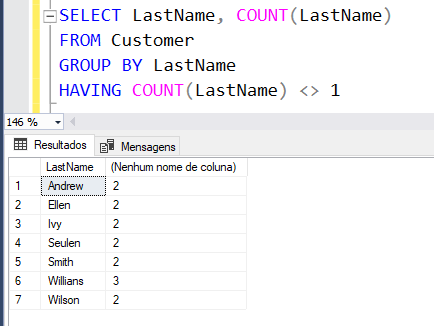 SELECT LastName, COUNT(LastName)
FROM Customer
GROUP BY LastName
HAVING COUNT(LastName) <> 1
146 %
Resultados Mensagens
LastName (Nenhum nome de coluna)
1 Andrew 2
2 Ellen 2
3 Ivy 2
4 Seulen 2
5 Smith 2
6 Willians 3
7 Wilson 2